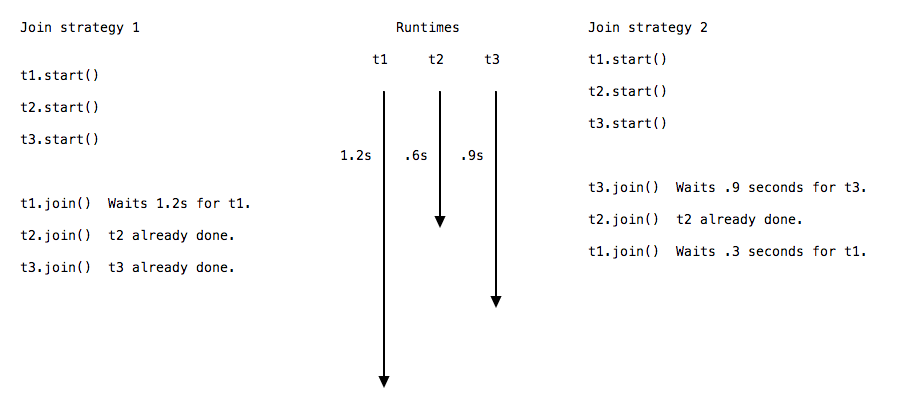 Join strategy 1
t1.start()
t2.start()
t3.start()
t1.join()  Waits 1.2s for t1.
t2.join()  t2 already done.
t3.join()  t3 already done.
Runtimes
t1 t2 t3
1.2s .6s .9s
Join strategy 2
t1.start()
t2.start()
t3.start()
t3.join()  Waits .9 seconds for t3.
t2.join()  t2 already done.
t1.join()  Waits .3 seconds for t1.